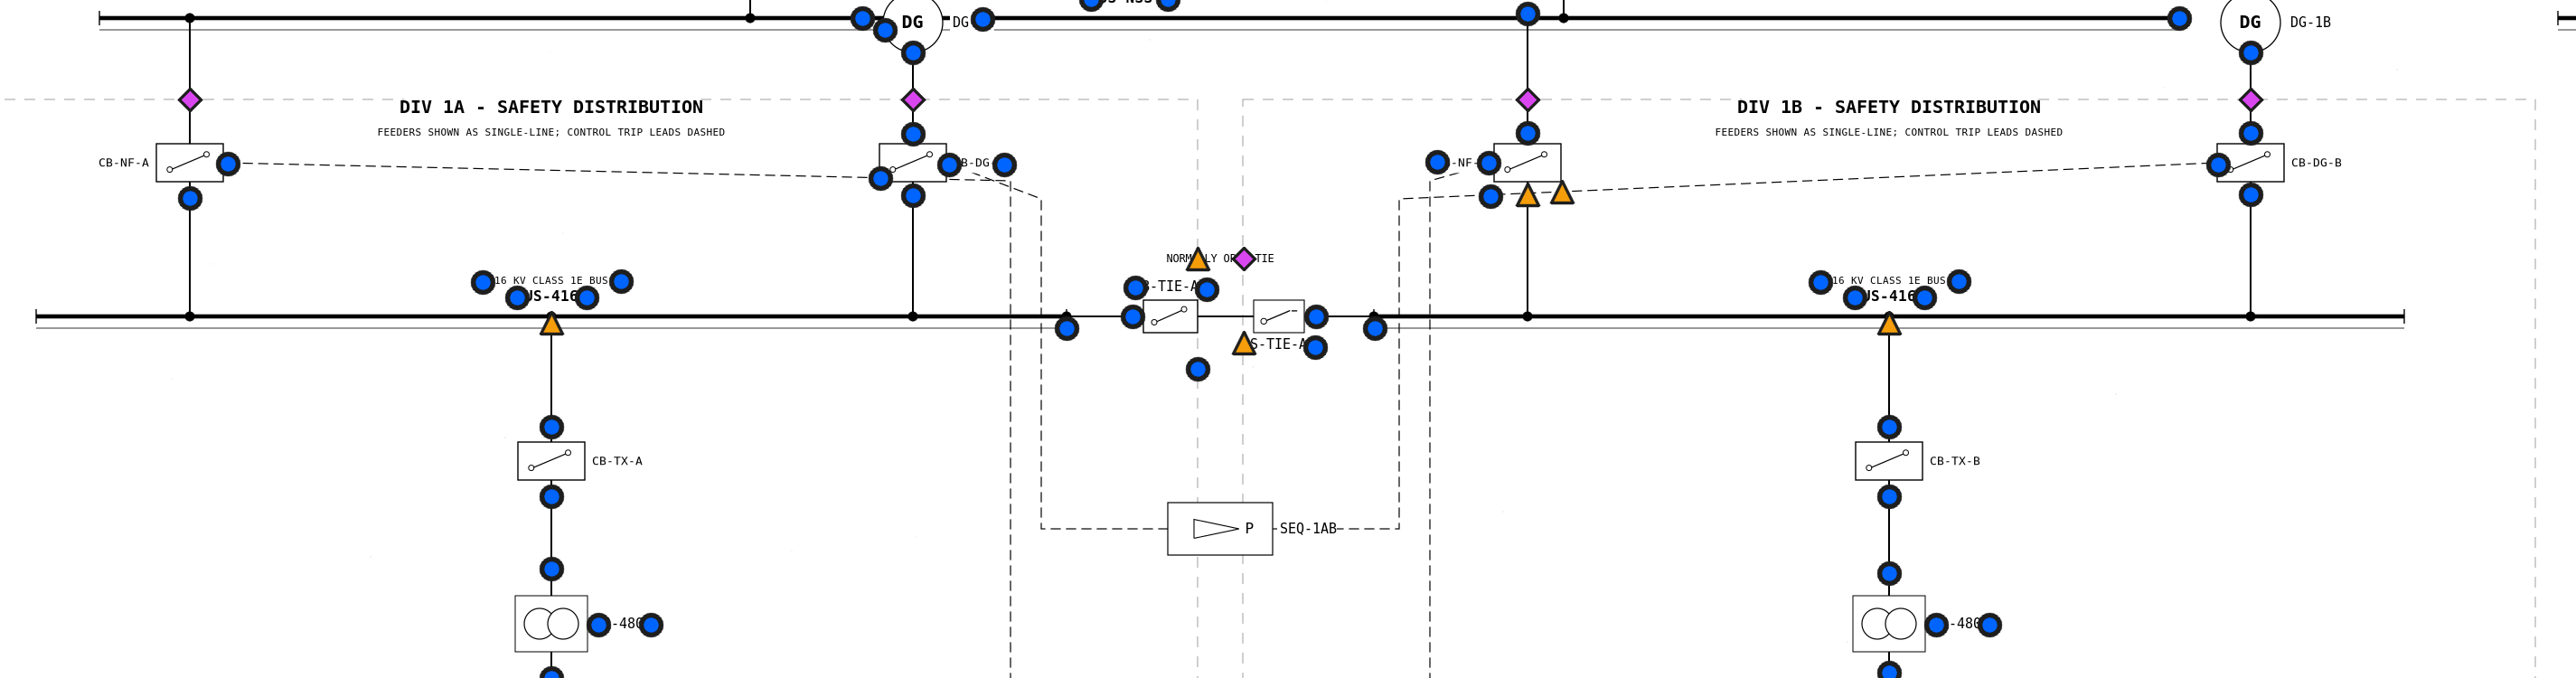 DG
DG
DG
DG-1B
DIV 1A - SAFETY DISTRIBUTION
FEEDERS SHOWN AS SINGLE-LINE; CONTROL TRIP LEADS DASHED
DIV 1B - SAFETY DISTRIBUTION
FEEDERS SHOWN AS SINGLE-LINE; CONTROL TRIP LEADS DASHED
CB-NF-A
CB-DG-B
TIE
16 KV CLASS 1E BUS
16 KV CLASS 1E BUS
CB-TX-A
CB-TX-B
P
SEQ-1AB